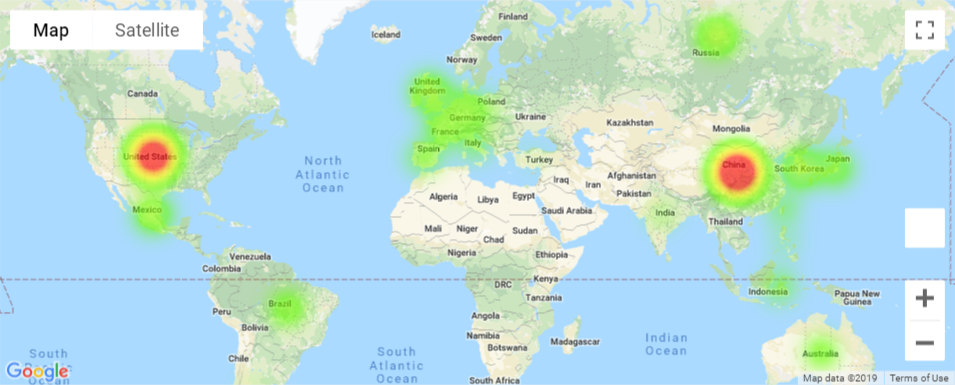 Map
Satellite
Iceland
Finland
Sweden
Norway
Russia
Canada
United
Kingdom
Poland
Germany
Ukraine
France
Kazakhstan
Mongolia
Italy
Spain
Turkey
United States
China
South Korea
Japan
North
Atlantic
Ocean
Iraq
Iran
Afghanistan
Pakistan
Algeria
Libya
Egypt
Saudi Arabia
India
Mexico
Thailand
Mali
Niger
Chad
Sudan
Nigeria
Ethiopia
Venezuela
Colombia
DRC
Kenya
Tanzania
Indonesia
Papua New
Guinea
Brazil
Peru
Bolivia
Angola
Namibia
Botswana
Madagascar
Indian
Ocean
Chile
South
Atlantic
Ocean
South
Ocean
Australia
South Africa
Google
Map data ©2019
Terms of Use